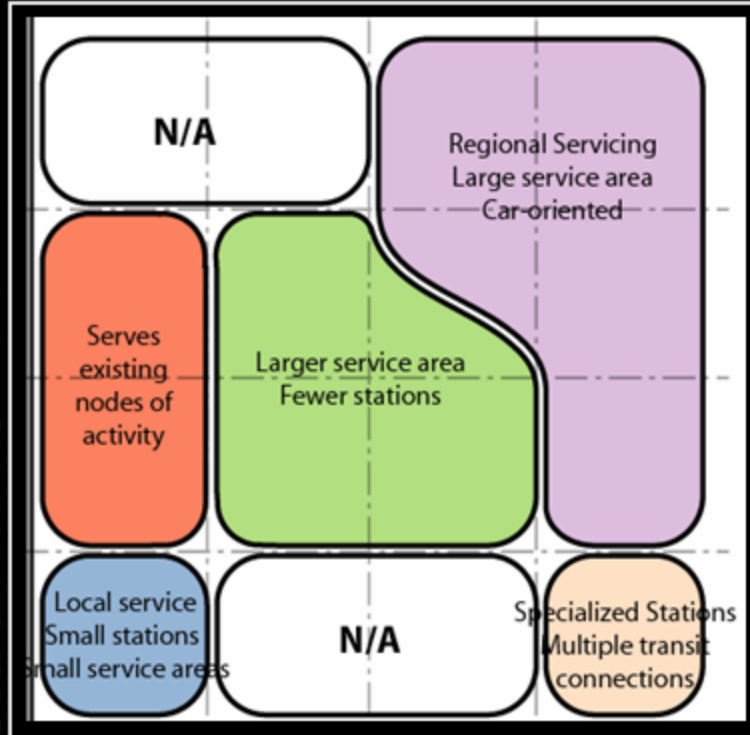 N/A
Regional Servicing
Large service area
Car-oriented
Serves
existing
nodes of
activity
Larger service area
Fewer stations
Local service
Small stations
Small service areas
N/A
Specialized Stations
Multiple transit
connections